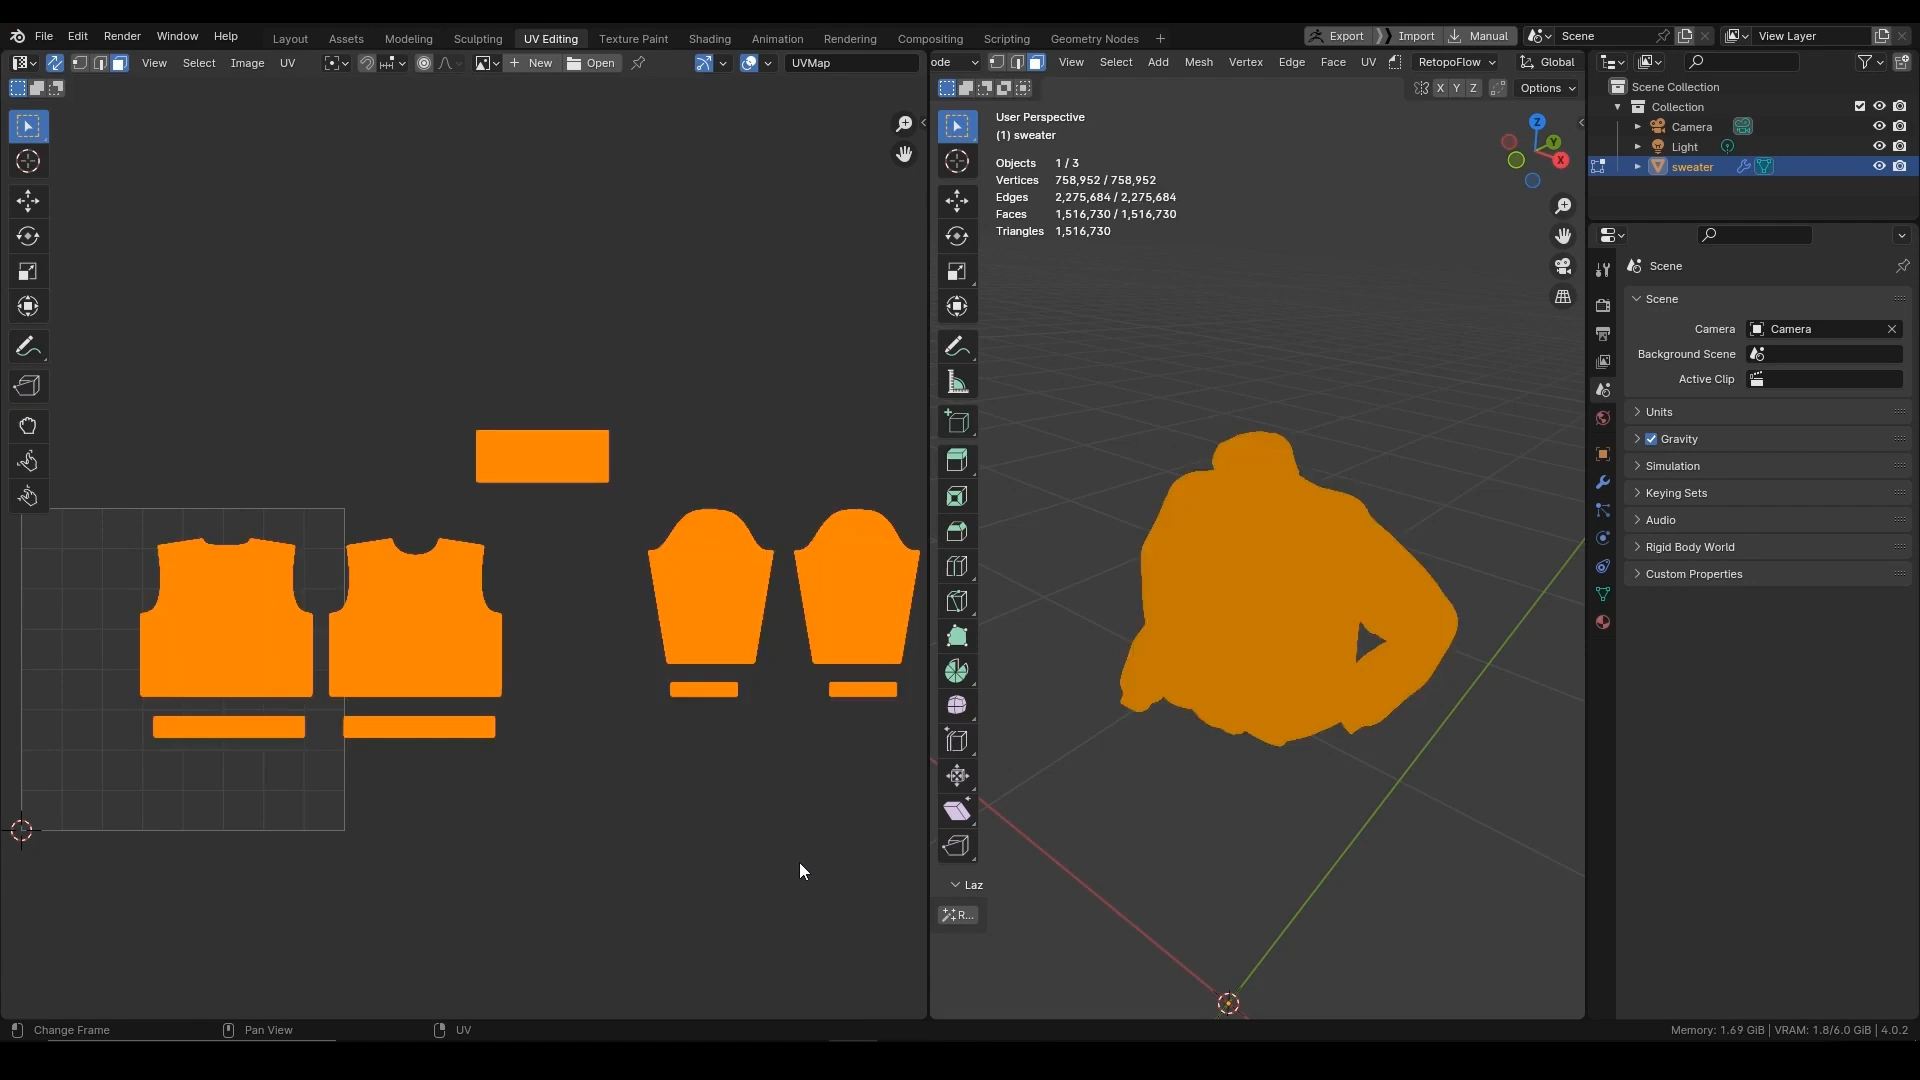 File Edit Render Window Help Layout Assets Modeling Sculpting UV Editing Texture Paint Shading Animation Rendering Compositing Scripting Geometry Nodes + Export Import Manual Scene View Layer
View Select Image UV New Open UVMap ode View Select Add Mesh Vertex Edge Face UV RetopoFlow Global
X Y Z Options
User Perspective
(1) sweater
Objects 1 / 3
Vertices 758,952 / 758,952
Edges 2,275,684 / 2,275,684
Faces 1,516,730 / 1,516,730
Triangles 1,516,730
Z
Y
X
Laz
R...
Scene Collection
Collection
Camera
Light
sweater
Scene
Scene
Camera Camera
Background Scene
Active Clip
Units
Gravity
Simulation
Keying Sets
Audio
Rigid Body World
Custom Properties
Change Frame Pan View UV Memory: 1.69 GiB | VRAM: 1.8/6.0 GiB | 4.0.2